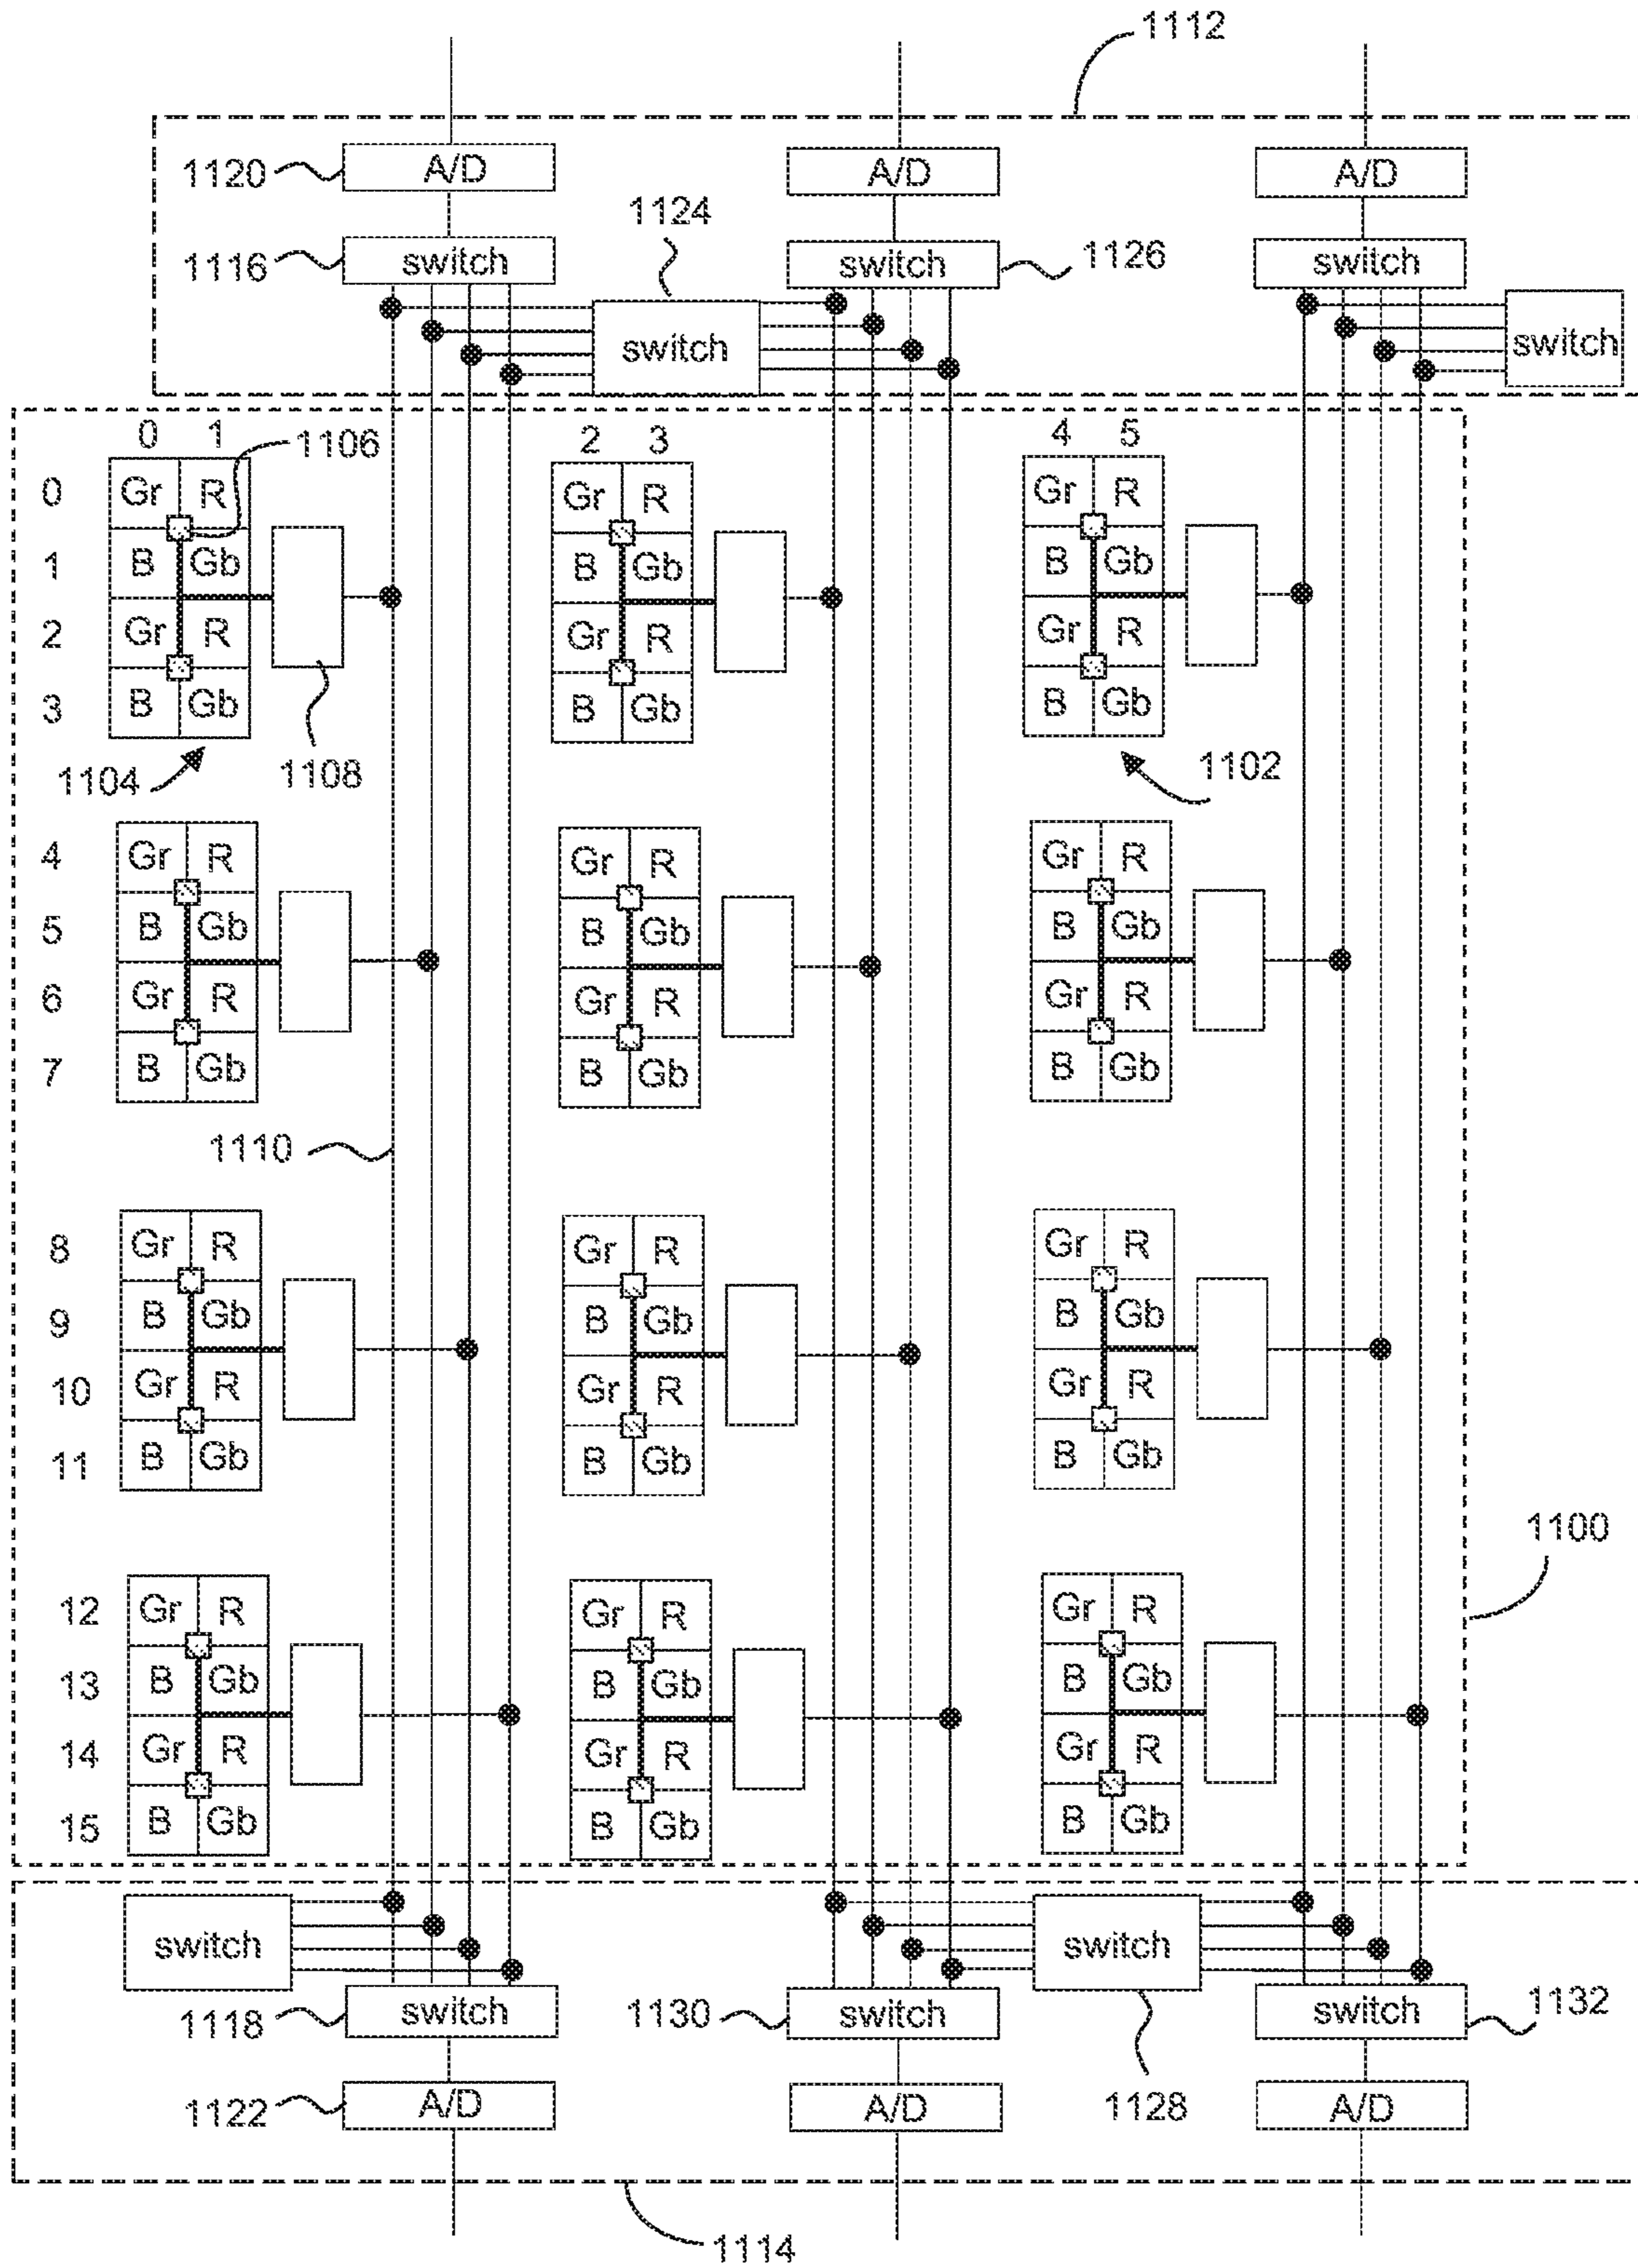 1112
1120 A/D A/D A/D
1124
1116 switch switch 1126 switch
switch switch
0 1 1106 2 3 4 5
0 Gr R Gr R Gr R
1 B Gb B Gb B Gb
2 Gr R Gr R Gr R
3 B Gb B Gb B Gb
1104 1108 1102
4 Gr R Gr R Gr R
5 B Gb B Gb B Gb
6 Gr R Gr R Gr R
7 B Gb B Gb B Gb
1110
8 Gr R Gr R Gr R
9 B Gb B Gb B Gb
10 Gr R Gr R Gr R
11 B Gb B Gb B Gb
1100
12 Gr R Gr R Gr R
13 B Gb B Gb B Gb
14 Gr R Gr R Gr R
15 B Gb B Gb B Gb
switch switch
1118 switch 1130 switch switch 1132
1122 A/D A/D 1128 A/D
1114